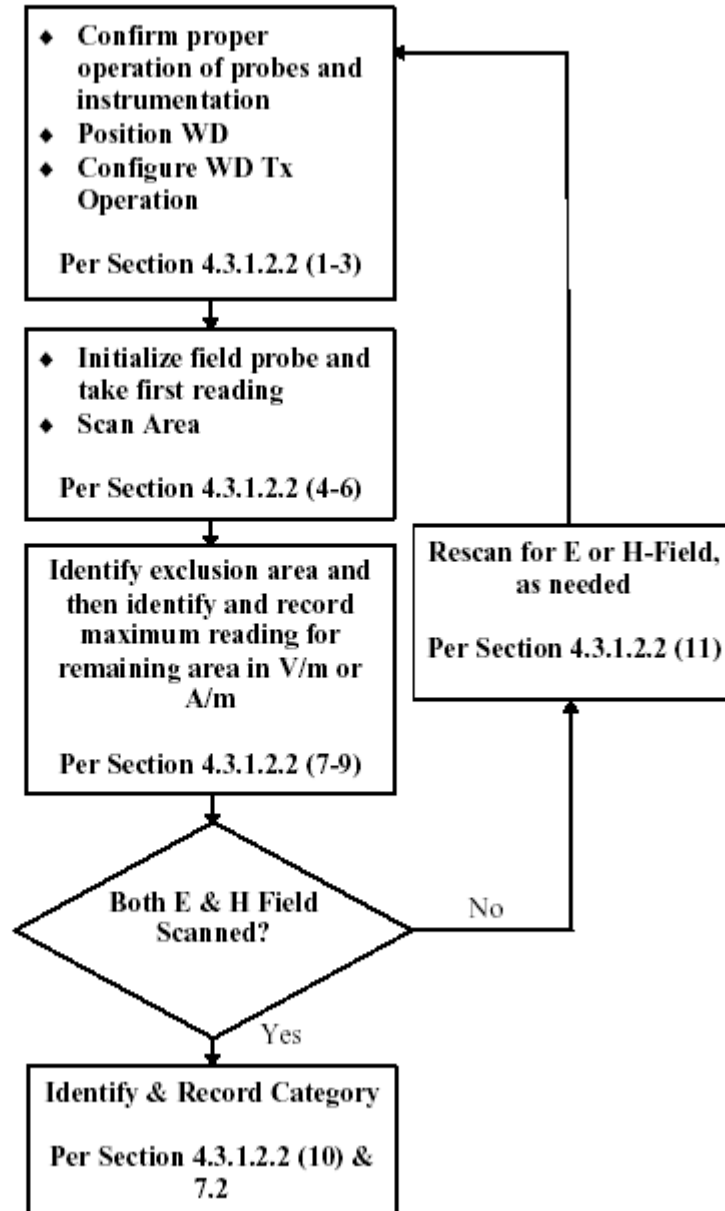 ◆ Confirm proper
operation of probes and
instrumentation
◆ Position WD
◆ Configure WD Tx
Operation
Per Section 4.3.1.2.2 (1-3)
◆ Initialize field probe and
take first reading
◆ Scan Area
Per Section 4.3.1.2.2 (4-6)
Identify exclusion area and
then identify and record
maximum reading for
remaining area in V/m or
A/m
Per Section 4.3.1.2.2 (7-9)
Rescan for E or H-Field,
as needed
Per Section 4.3.1.2.2 (11)
Both E & H Field
Scanned?
No
Yes
Identify & Record Category
Per Section 4.3.1.2.2 (10) &
7.2